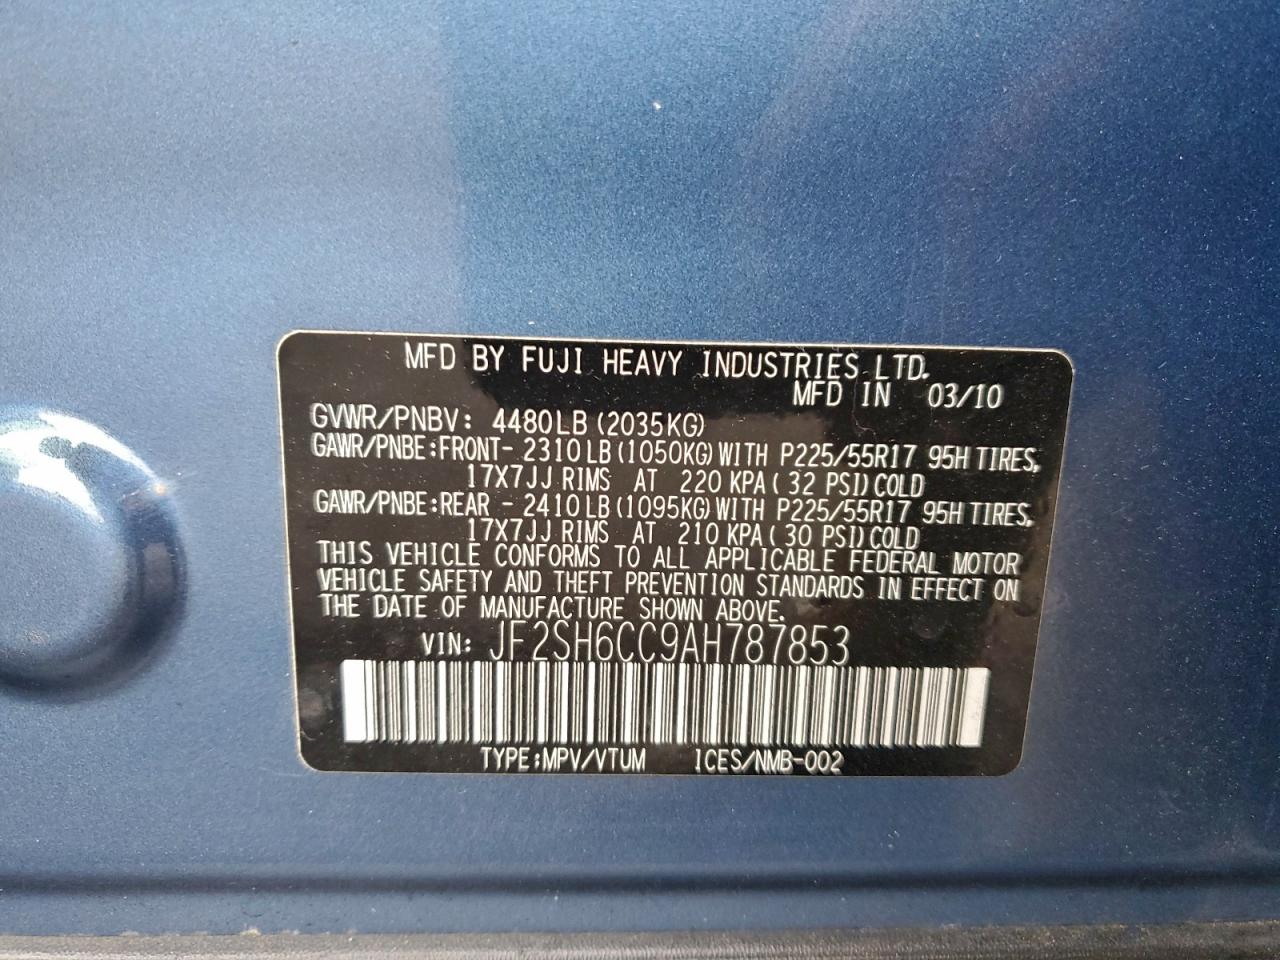 MFD BY FUJI HEAVY INDUSTRIES LTD.
MFD IN 03/10
GVWR/PNBV: 4480LB (2035KG)
GAWR/PNBE:FRONT- 2310LB (1050KG) WITH P225/55R17 95H TIRES,
17X7JJ RIMS AT 220 KPA ( 32 PSI) COLD
GAWR/PNBE:REAR - 2410LB (1095KG) WITH P225/55R17 95H TIRES,
17X7JJ RIMS AT 210 KPA ( 30 PSI) COLD
THIS VEHICLE CONFORMS TO ALL APPLICABLE FEDERAL MOTOR
VEHICLE SAFETY AND THEFT PREVENTION STANDARDS IN EFFECT ON
THE DATE OF MANUFACTURE SHOWN ABOVE.
VIN: JF2SH6CC9AH787853
TYPE:MPV/VTUM ICES/NMB-002